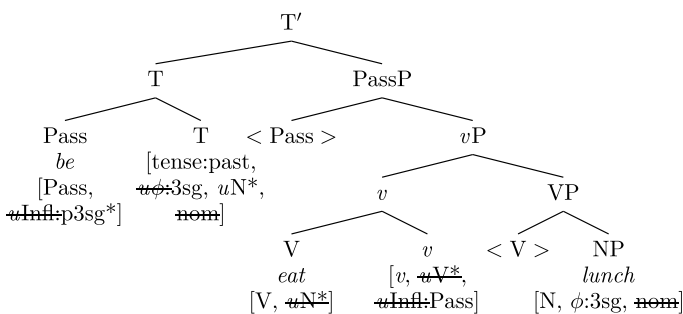 T′
T PassP
Pass T < Pass > vP
be [tense:past,
[Pass, uϕ:3sg, uN*, v VP
uInfl:p3sg*] nom]
V v < V > NP
eat [v, uV*, lunch
[V, uN*] uInfl:Pass] [N, ϕ:3sg, nom]